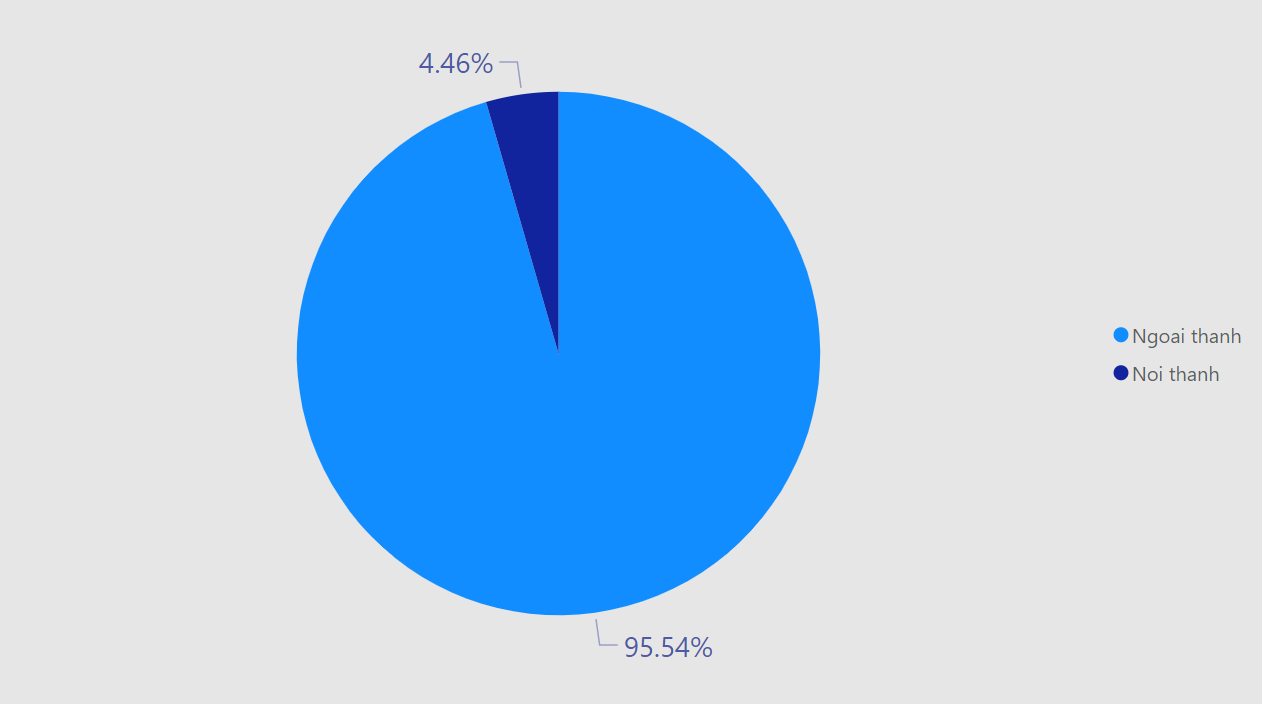 4.46%
Ngoai thanh
Noi thanh
95.54%